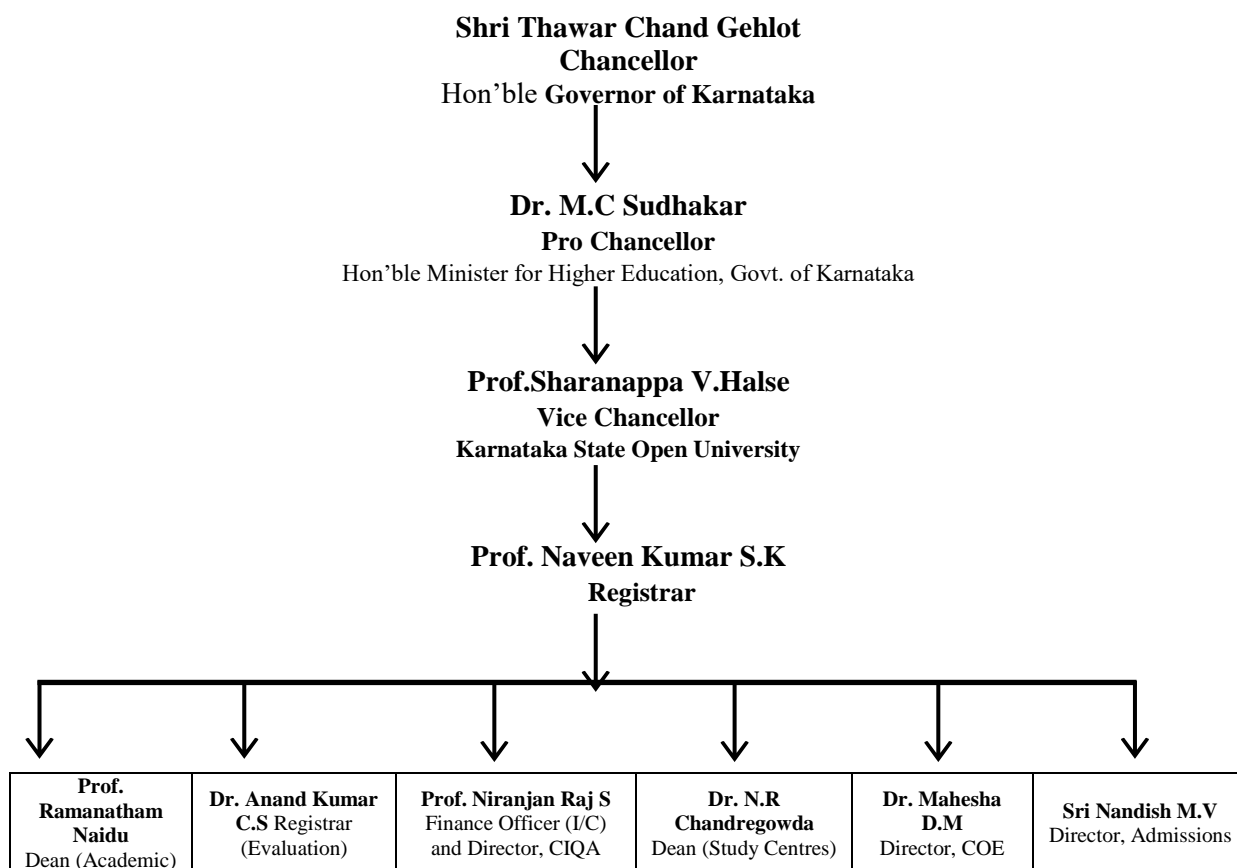 Shri Thawar Chand Gehlot
Chancellor
Hon’ble Governor of Karnataka
Dr. M.C Sudhakar
Pro Chancellor
Hon’ble Minister for Higher Education, Govt. of Karnataka
Prof.Sharanappa V.Halse
Vice Chancellor
Karnataka State Open University
Prof. Naveen Kumar S.K
Registrar
Prof.
Ramanatham
Naidu
Dean (Academic)
Dr. Anand Kumar
C.S Registrar
(Evaluation)
Prof. Niranjan Raj S
Finance Officer (I/C)
and Director, CIQA
Dr. N.R
Chandregowda
Dean (Study Centres)
Dr. Mahesha
D.M
Director, COE
Sri Nandish M.V
Director, Admissions